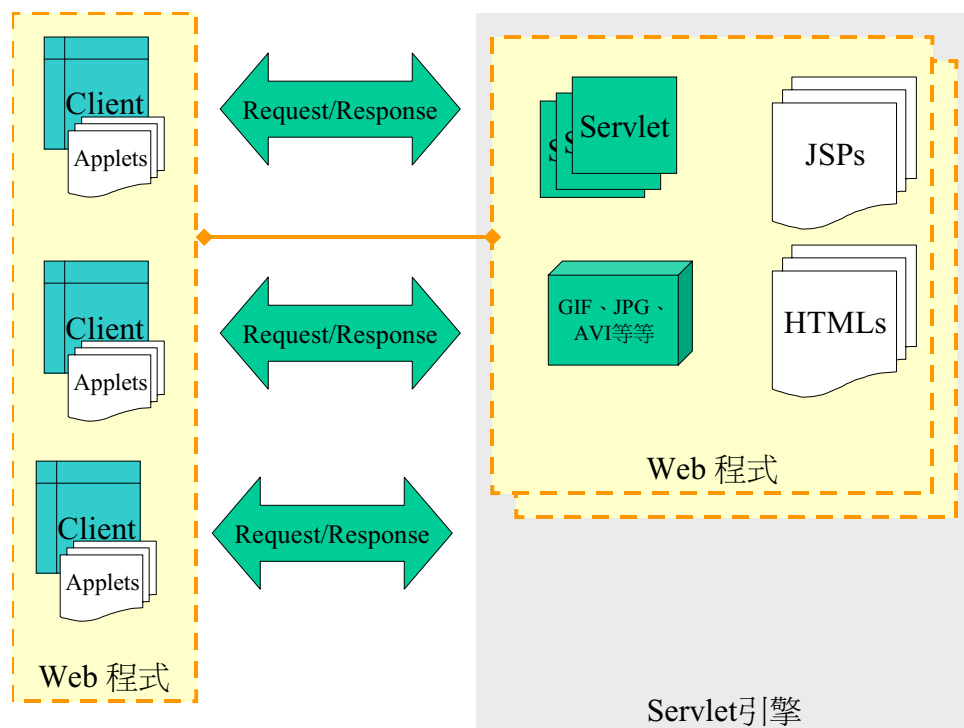 Client
Applets
Request/Response
Client
Applets
Request/Response
Client
Applets
Request/Response
Web 程式
S
S
Servlet
JSPs
GIF、JPG、
AVI等等
HTMLs
Web 程式
Servlet引擎